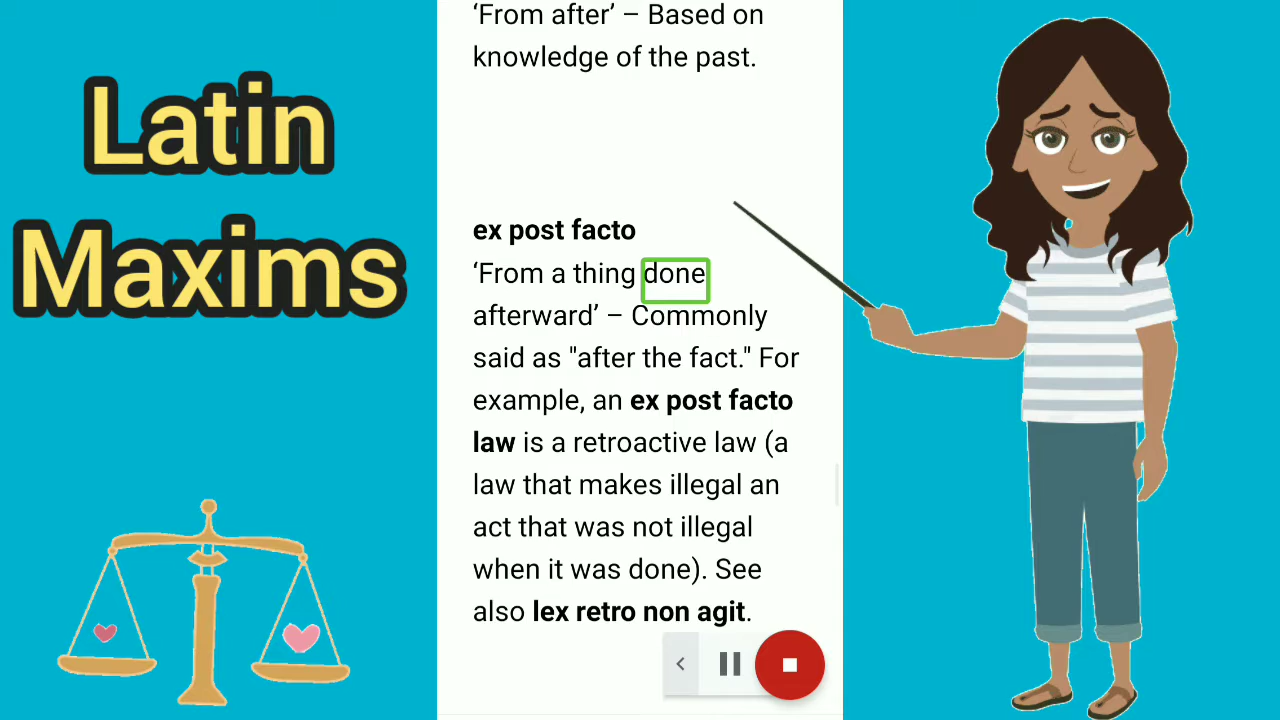 Latin
Maxims
‘From after’ – Based on
knowledge of the past.
ex post facto
‘From a thing done
afterward’ – Commonly
said as "after the fact." For
example, an ex post facto
law is a retroactive law (a
law that makes illegal an
act that was not illegal
when it was done). See
also lex retro non agit.